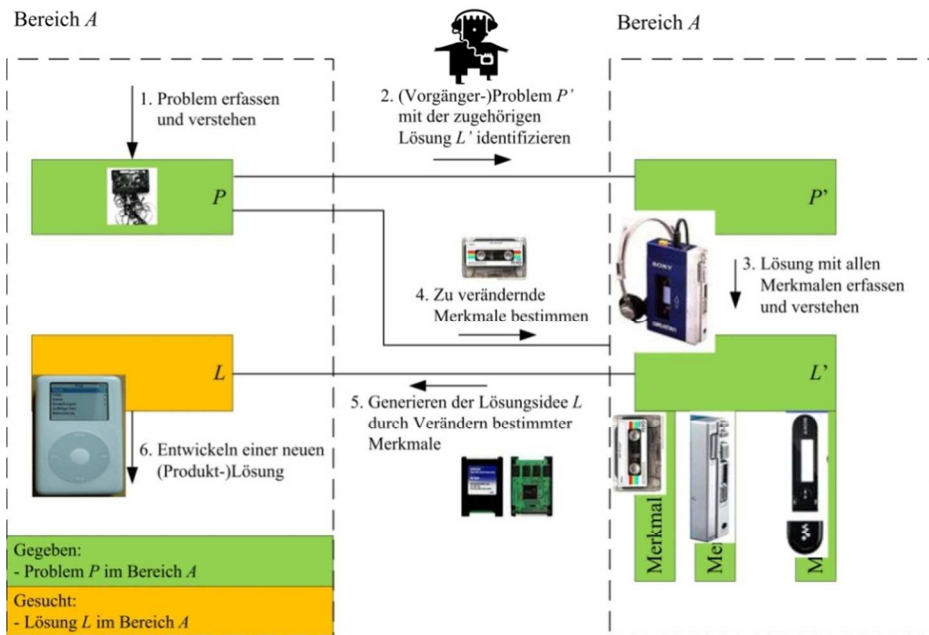 Bereich A
Bereich A
1. Problem erfassen
und verstehen
2. (Vorgänger-)Problem P’
mit der zugehörigen
Lösung L’ identifizieren
P
P’
SONY
3. Lösung mit allen
Merkmalen erfassen
und verstehen
4. Zu verändernde
Merkmale bestimmen
L
L’
5. Generieren der Lösungsidee L
durch Verändern bestimmter
Merkmale
6. Entwickeln einer neuen
(Produkt-)Lösung
Merkmal
Me
M
Gegeben:
- Problem P im Bereich A
Gesucht:
- Lösung L im Bereich A